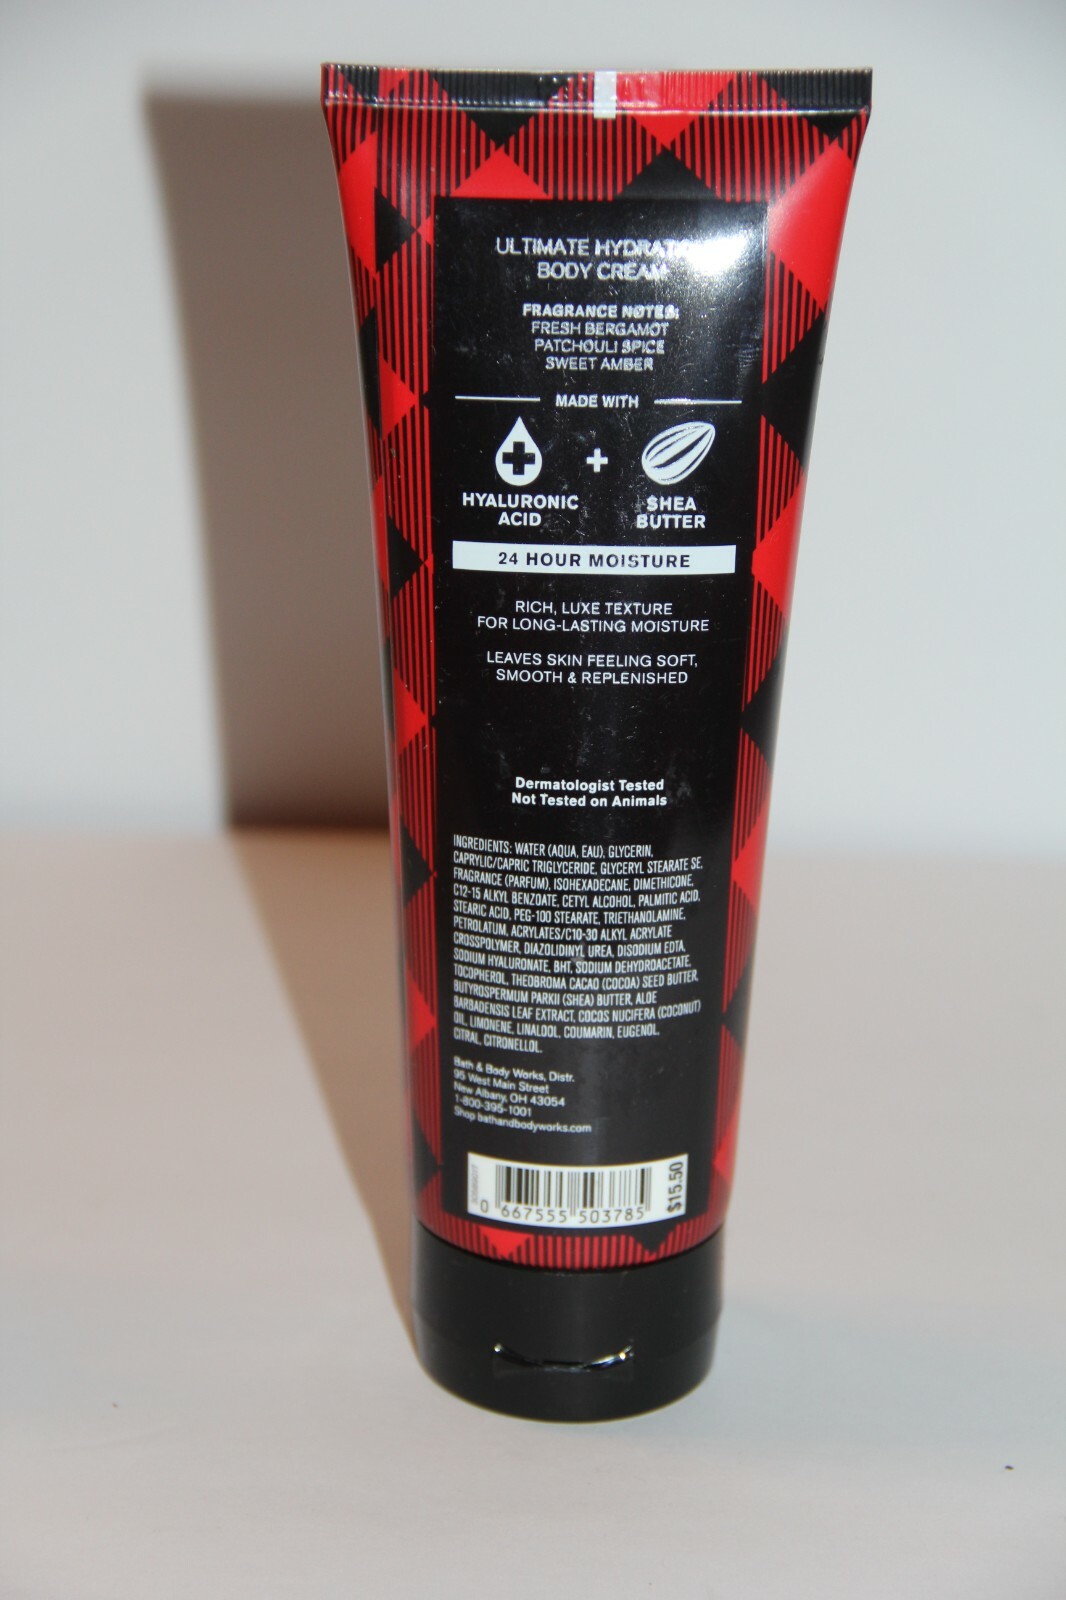 ULTIMATE HYDRATION
BODY CREAM
FRAGRANCE NOTES:
FRESH BERGAMOT
PATCHOULI SPICE
SWEET AMBER
MADE WITH
HYALURONIC
ACID
+
SHEA
BUTTER
24 HOUR MOISTURE
RICH, LUXE TEXTURE
FOR LONG-LASTING MOISTURE
LEAVES SKIN FEELING SOFT,
SMOOTH & REPLENISHED
Dermatologist Tested
Not Tested on Animals
INGREDIENTS: WATER (AQUA, EAU), GLYCERIN,
CAPRYLIC/CAPRIC TRIGLYCERIDE, GLYCERYL STEARATE SE,
FRAGRANCE (PARFUM), ISOHEXADECANE, DIMETHICONE,
C12-15 ALKYL BENZOATE, CETYL ALCOHOL, PALMITIC ACID,
STEARIC ACID, PEG-100 STEARATE, TRIETHANOLAMINE,
PETROLATUM, ACRYLATES/C10-30 ALKYL ACRYLATE
CROSSPOLYMER, DIAZOLIDINYL UREA, DISODIUM EDTA,
SODIUM HYALURONATE, BHT, SODIUM DEHYDROACETATE,
TOCOPHEROL, THEOBROMA CACAO (COCOA) SEED BUTTER,
BUTYROSPERMUM PARKII (SHEA) BUTTER, ALOE
BARBADENSIS LEAF EXTRACT, COCOS NUCIFERA (COCONUT)
OIL, LIMONENE, LINALOOL, COUMARIN, EUGENOL,
CITRAL, CITRONELLOL.
Bath & Body Works, Distr.
95 West Main Street
New Albany, OH 43054
1-800-395-1001
Shop bathandbodyworks.com
0 667555 503785
$15.50